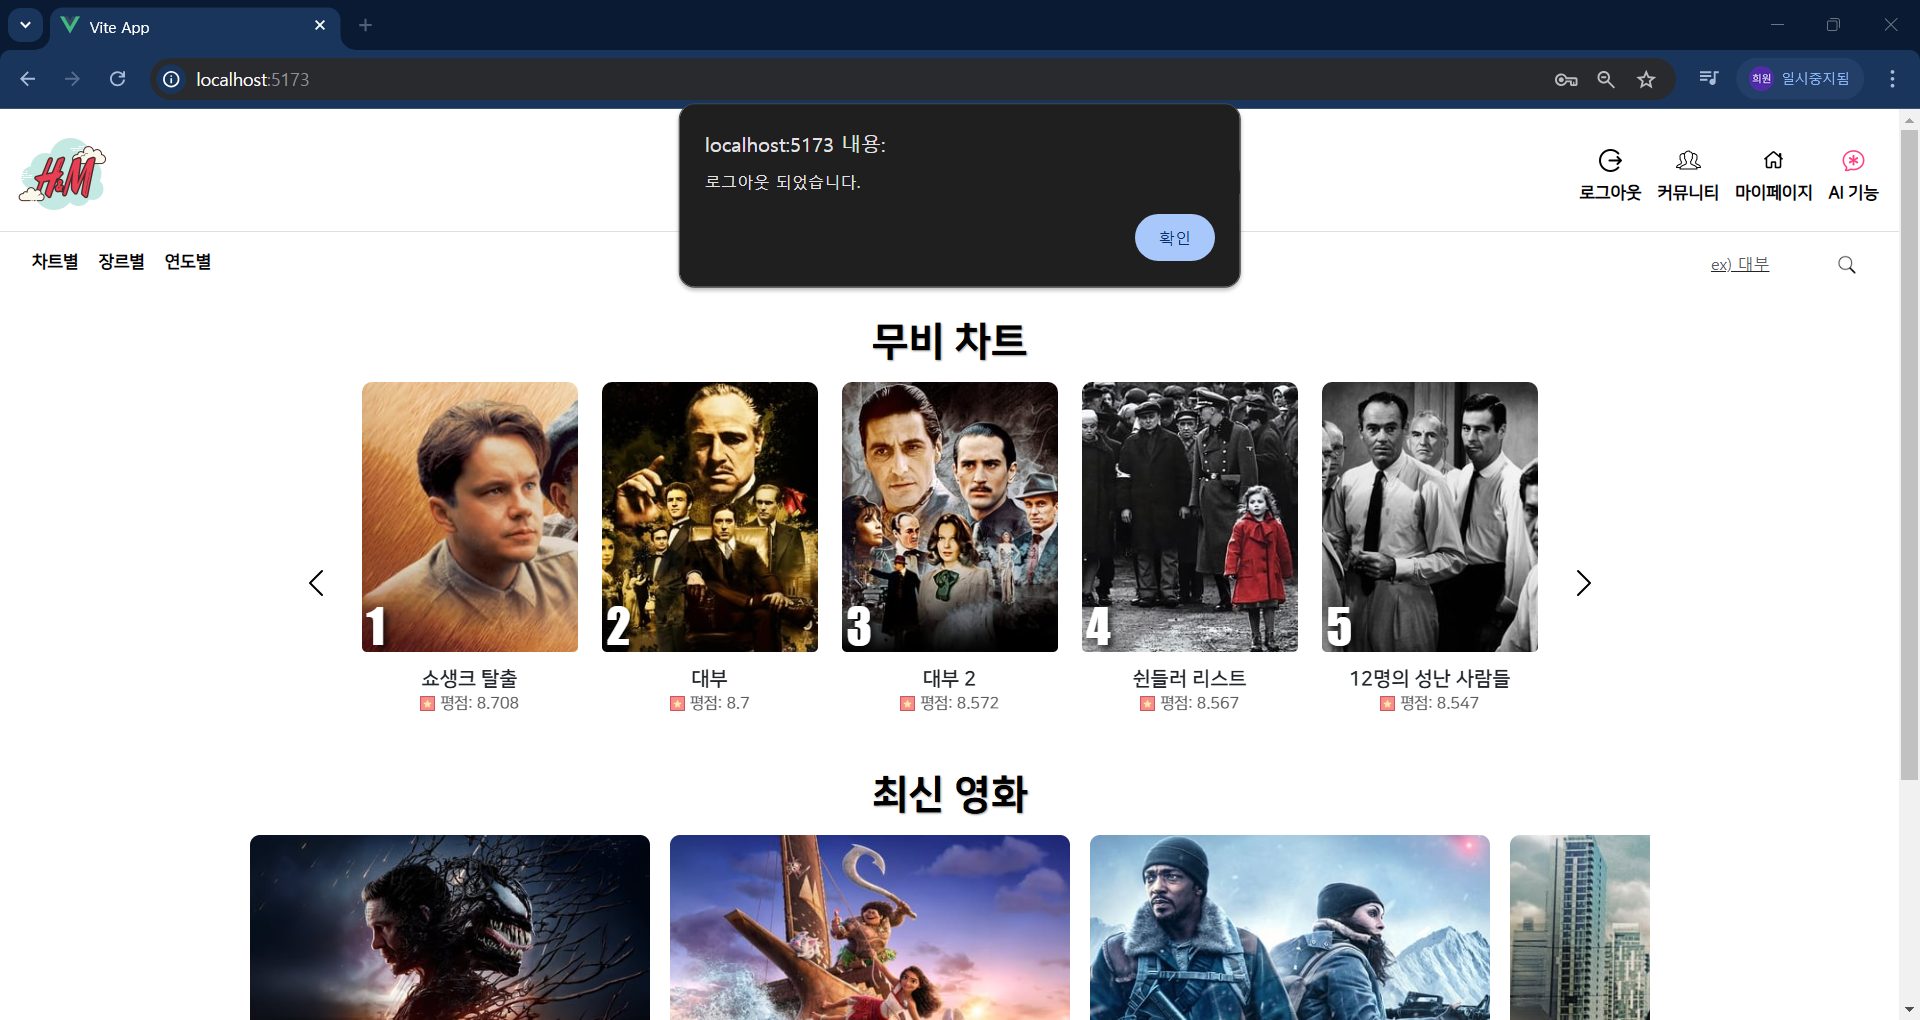 Vite App
localhost:5173
희원 일시중지됨
localhost:5173 내용:
로그아웃 되었습니다.
확인
H&M
로그아웃 커뮤니티 마이페이지 AI 기능
차트별 장르별 연도별
ex) 대부
무비 차트
1 2 3 4 5
쇼생크 탈출 대부 대부 2 쉰들러 리스트 12명의 성난 사람들
평점: 8.708 평점: 8.7 평점: 8.572 평점: 8.567 평점: 8.547
최신 영화